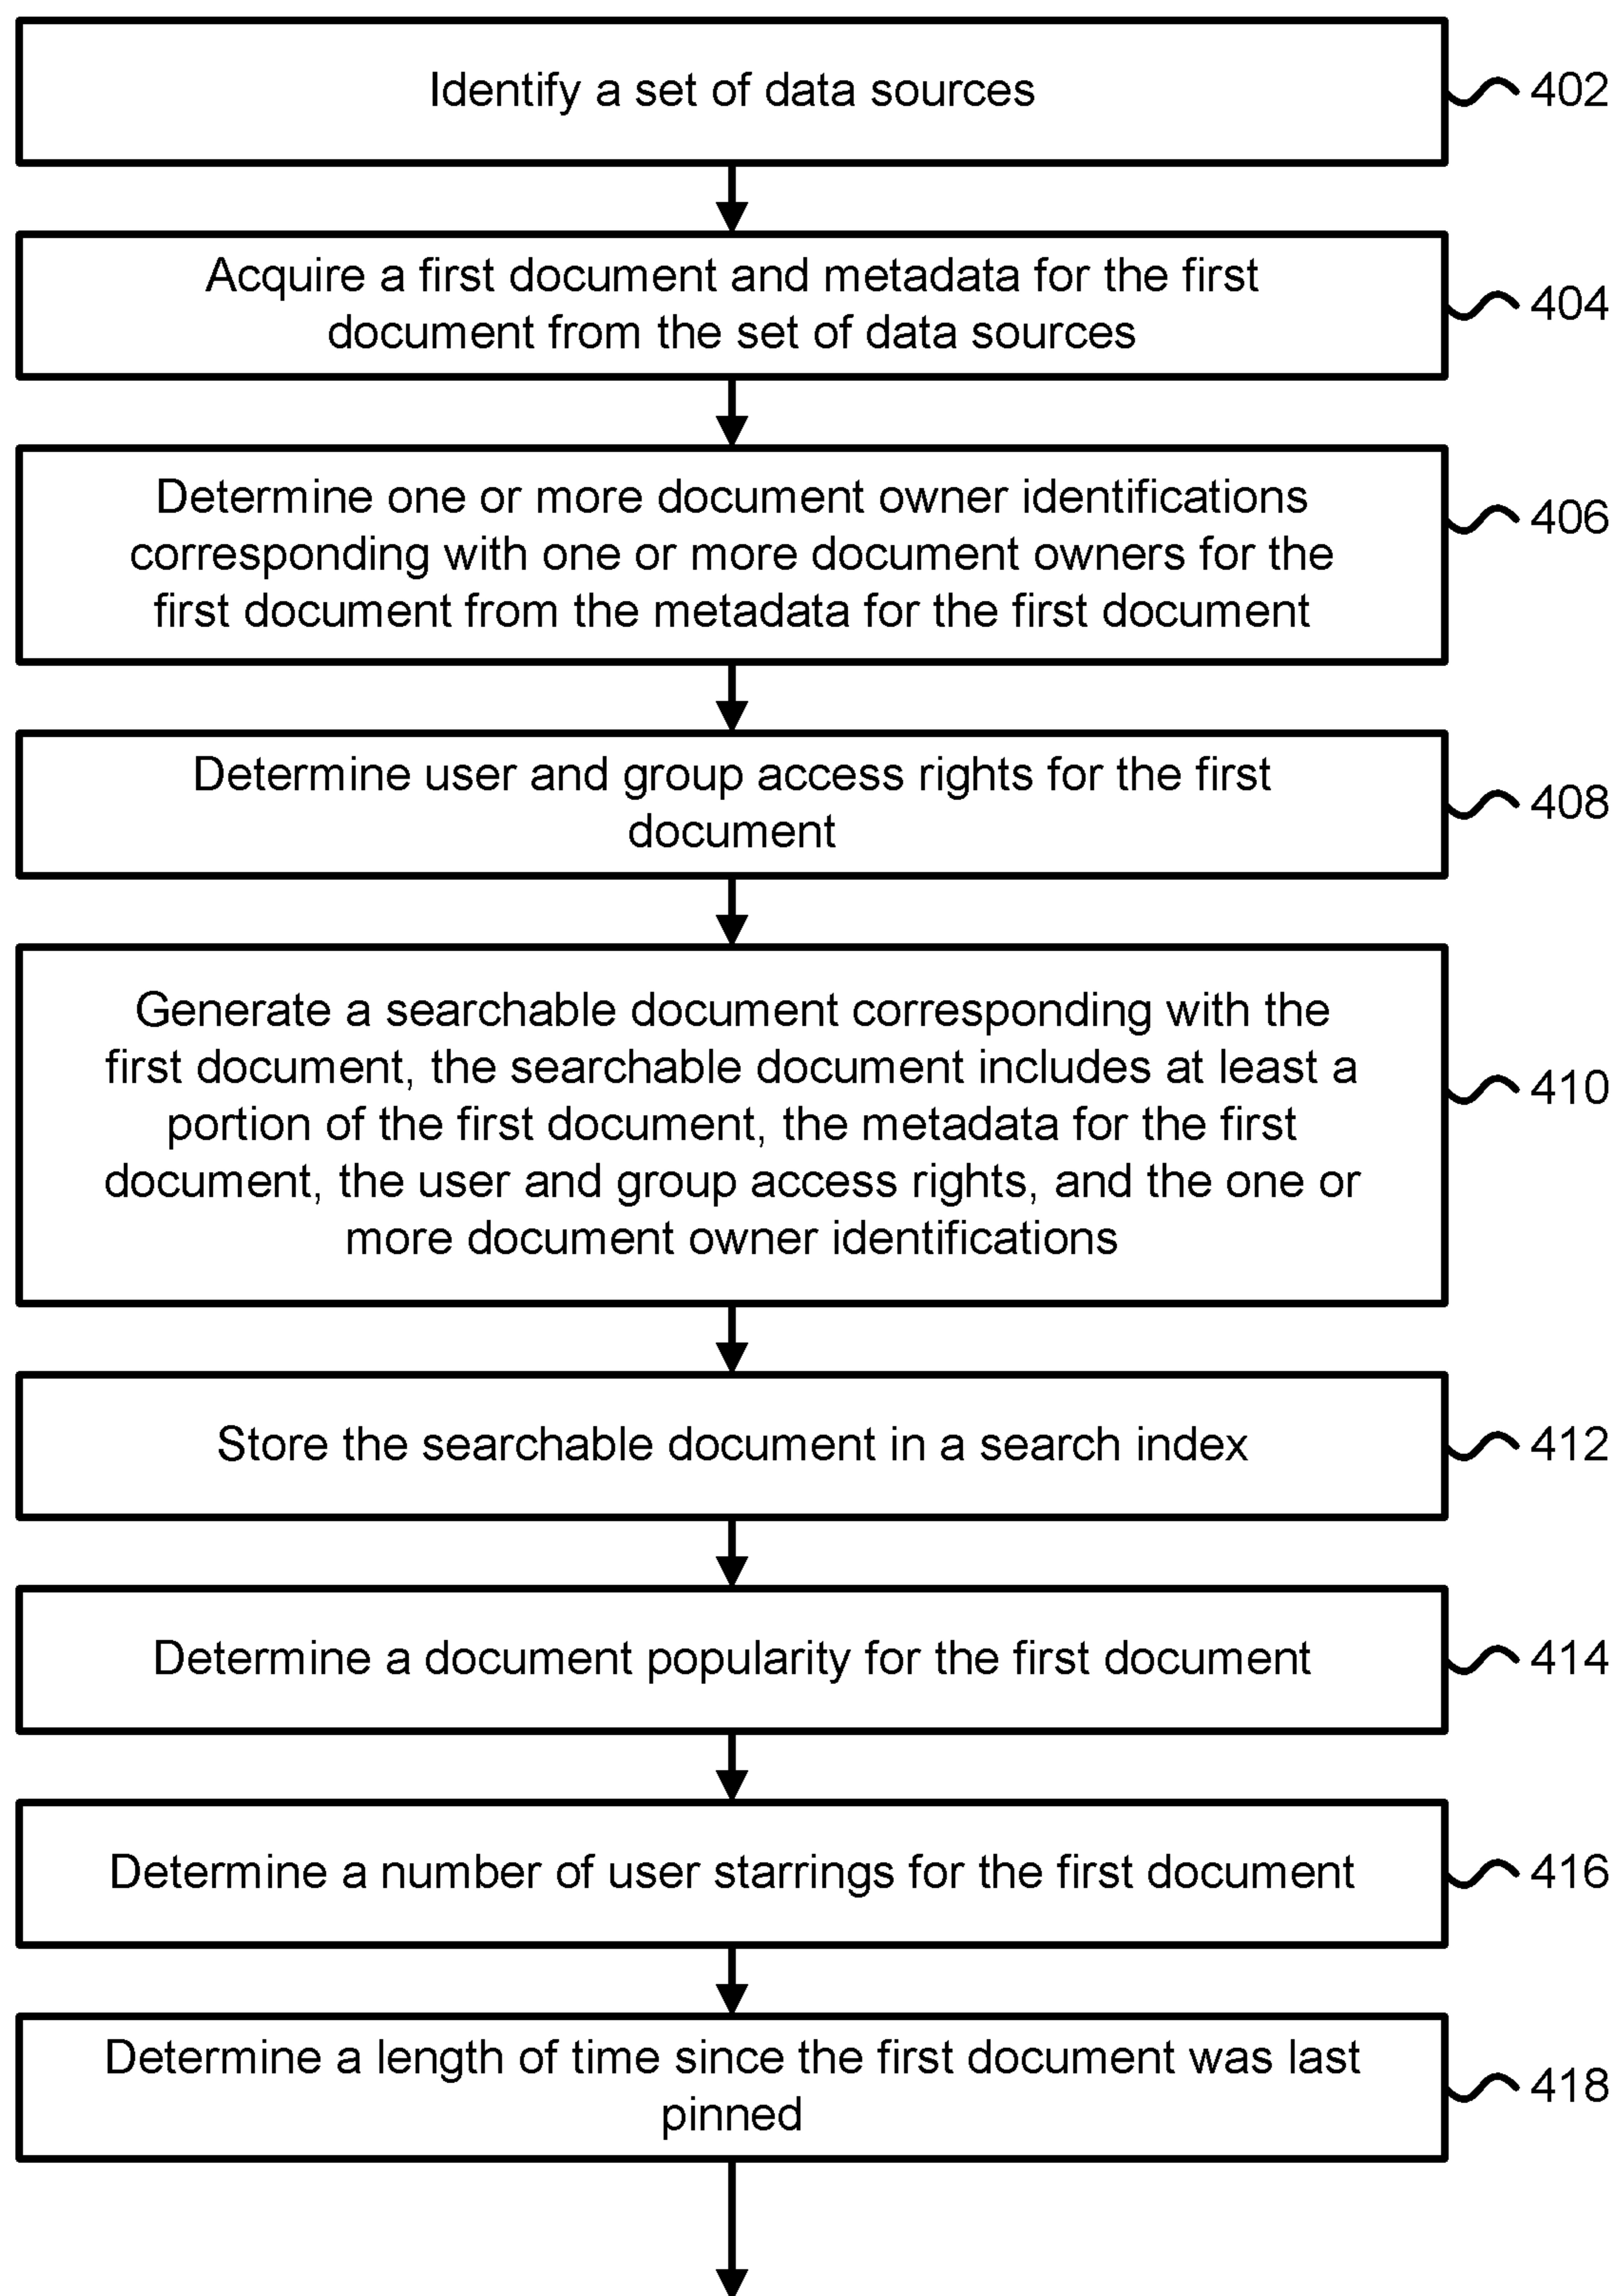 Identify a set of data sources
402
Acquire a first document and metadata for the first
document from the set of data sources
404
Determine one or more document owner identifications
corresponding with one or more document owners for the
first document from the metadata for the first document
406
Determine user and group access rights for the first
document
408
Generate a searchable document corresponding with the
first document, the searchable document includes at least a
portion of the first document, the metadata for the first
document, the user and group access rights, and the one or
more document owner identifications
410
Store the searchable document in a search index
412
Determine a document popularity for the first document
414
Determine a number of user starrings for the first document
416
Determine a length of time since the first document was last
pinned
418